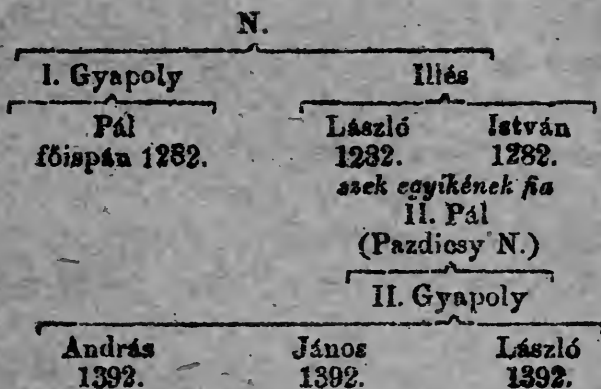 N.
I. Gyapoly Illés
Pál László István
főispán 1282. 1282. 1282.
ezek egyikének fia
II. Pál
(Pazdicsy N.)
II. Gyapoly
András János László
1392. 1392. 1392.